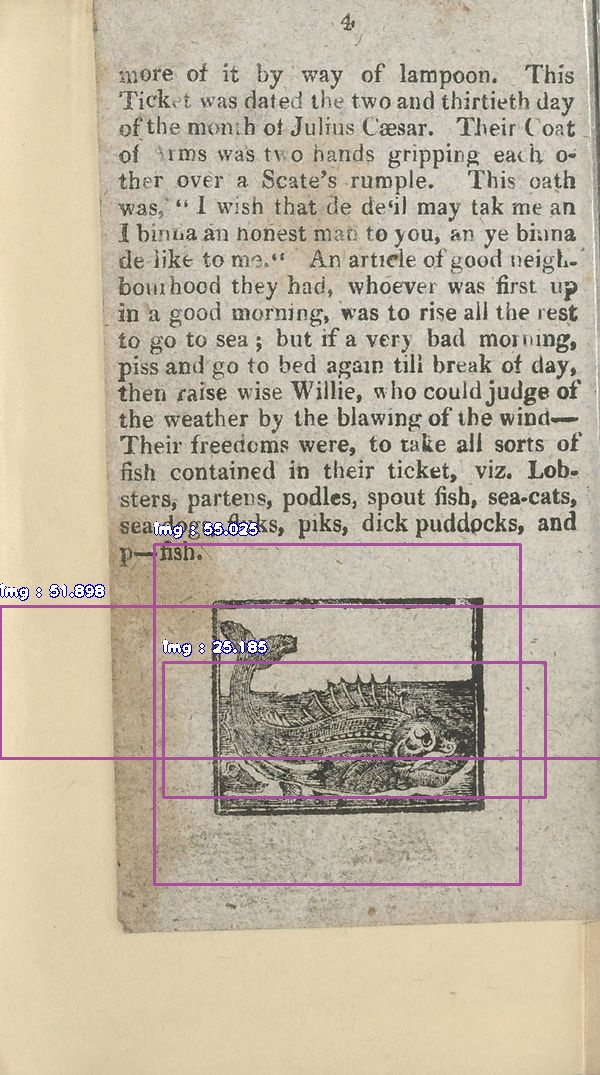 4
more of it by way of lampoon. This
Ticket was dated the two and thirtieth day
of the month of Julius Cæsar. Their Coat
of Arms was two hands gripping each o-
ther over a Scate's rumple. This oath
was, “ I wish that de de‘il may tak me an
I binna an honest man to you, an ye binna
de like to me.“ An article of good neigh-
bourhood they had, whoever was first up
in a good morning, was to rise all the rest
to go to sea ; but if a very bad morning,
piss and go to bed again till break of day,
then raise wise Willie, who could judge of
the weather by the blawing of the wind—
Their freedoms were, to take all sorts of
fish contained in their ticket, viz. Lob-
sters, partens, podles, spout fish, sea-cats,
sea piks, dick puddocks, and
img : 55.025
p— fish.
img : 51.898
img : 25.185